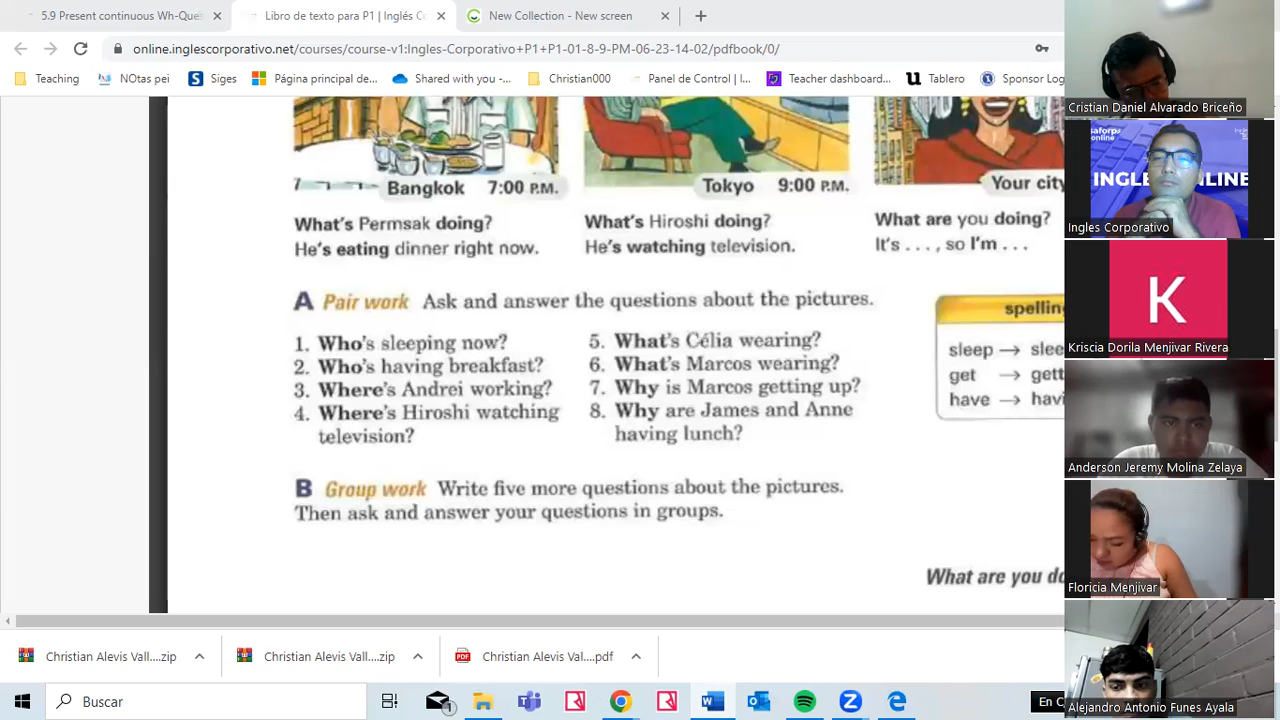 5.9 Present continuous Wh-Ques
Libro de texto para P1 | Inglés Co
New Collection - New screen
online.inglescorporativo.net/courses/course-v1:Ingles-Corporativo+P1+P1-01-8-9-PM-06-23-14-02/pdfbook/0/
Teaching
NOtas pei
Siges
Página principal de...
Shared with you -...
Christian000
Panel de Control | I...
Teacher dashboard...
Tablero
Sponsor Log
Bangkok 7:00 P.M.
Tokyo 9:00 P.M.
Your city
What's Permsak doing?
He's eating dinner right now.
What's Hiroshi doing?
He's watching television.
What are you doing?
It's . . . , so I'm . . .
A Pair work Ask and answer the questions about the pictures.
1. Who's sleeping now?
2. Who's having breakfast?
3. Where's Andrei working?
4. Where's Hiroshi watching
television?
5. What's Célia wearing?
6. What's Marcos wearing?
7. Why is Marcos getting up?
8. Why are James and Anne
having lunch?
spelling
sleep → slee
get → gett
have → havi
B Group work Write five more questions about the pictures.
Then ask and answer your questions in groups.
What are you do
Christian Alevis Vall....zip
Christian Alevis Vall....zip
Christian Alevis Val....pdf
Buscar
1
En C
Cristian Daniel Alvarado Briceño
INGLE
NLINE
Ingles Corporativo
K
Kriscia Dorila Menjivar Rivera
Anderson Jeremy Molina Zelaya
Floricia Menjivar
Alejandro Antonio Funes Ayala